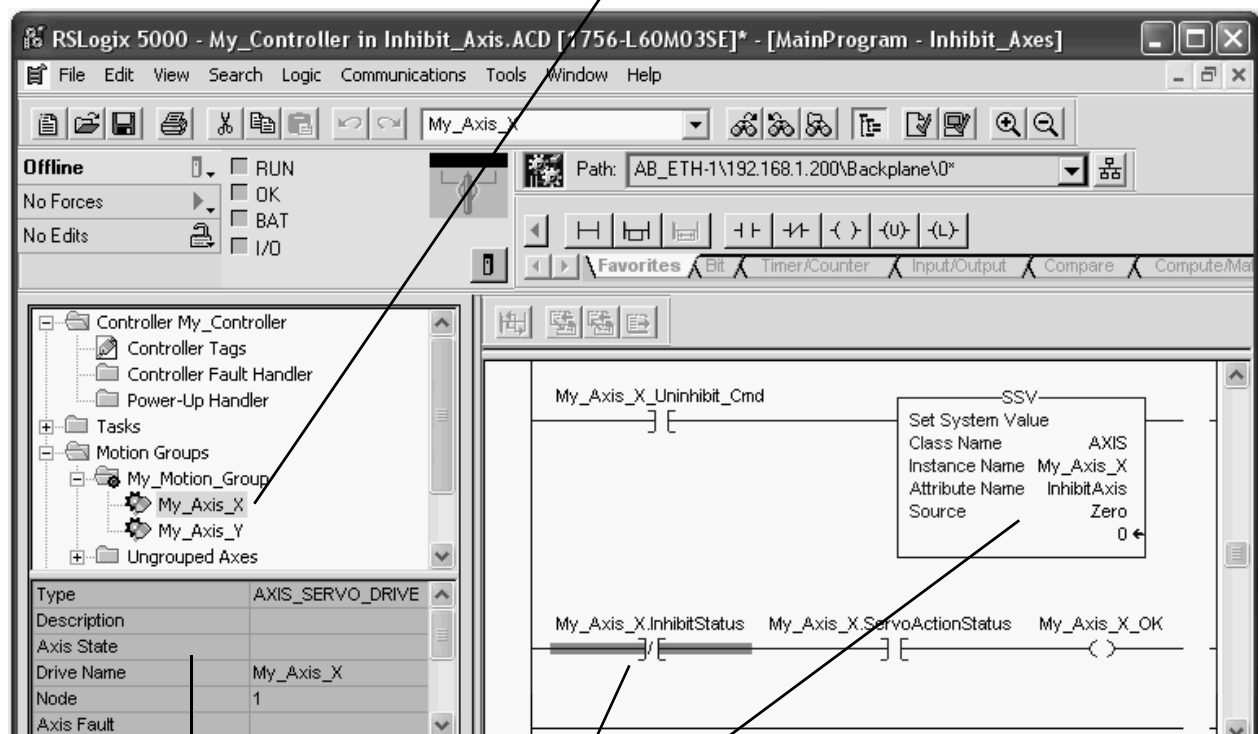 RSLogix 5000 - My_Controller in Inhibit_Axis.ACD [1756-L60M03SE]* - [MainProgram - Inhibit_Axes]
File Edit View Search Logic Communications Tools Window Help
My_Axis_X
Offline
RUN
No Forces
OK
No Edits
BAT
I/O
Path: AB_ETH-1\192.168.1.200\Backplane\0*
Favorites Bit Timer/Counter Input/Output Compare Compute/Ma
Controller My_Controller
Controller Tags
Controller Fault Handler
Power-Up Handler
Tasks
Motion Groups
My_Motion_Group
My_Axis_X
My_Axis_Y
Ungrouped Axes
Type AXIS_SERVO_DRIVE
Description
Axis State
Drive Name My_Axis_X
Node 1
Axis Fault
My_Axis_X_Uninhibit_Cmd
SSV
Set System Value
Class Name AXIS
Instance Name My_Axis_X
Attribute Name InhibitAxis
Source Zero
0
My_Axis_X.InhibitStatus My_Axis_X.ServoActionStatus My_Axis_X_OK